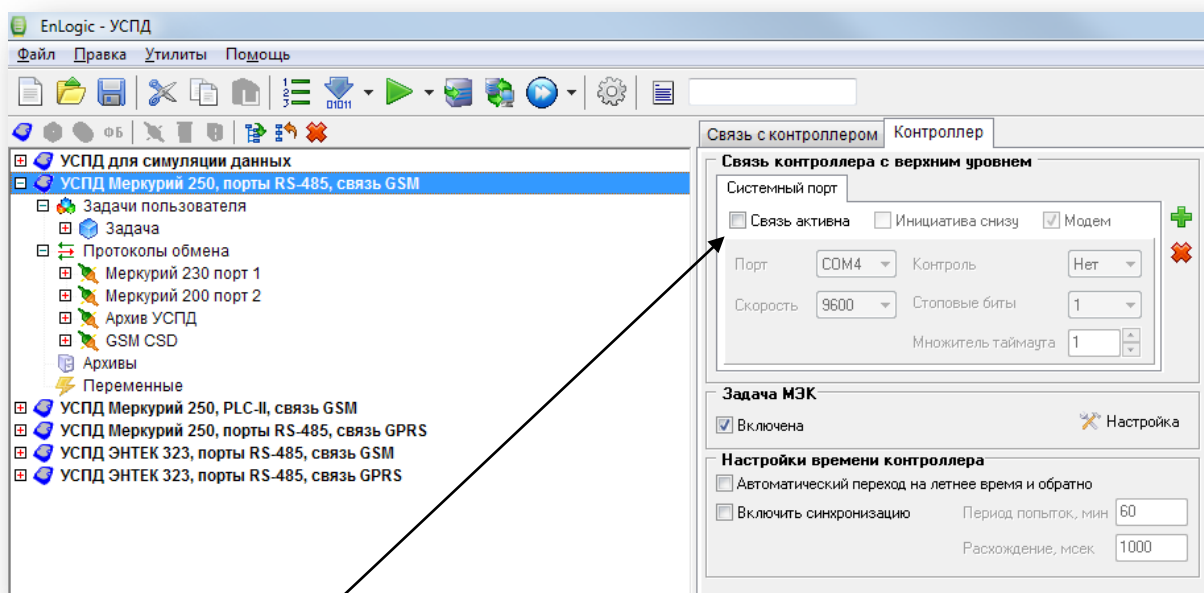 EnLogic - УСПД
Файл Правка Утилиты Помощь
1 2 3 01011
ФБ
УСПД для симуляции данных
УСПД Меркурий 250, порты RS-485, связь GSM
Задачи пользователя
Задача
Протоколы обмена
Меркурий 230 порт 1
Меркурий 200 порт 2
Архив УСПД
GSM CSD
Архивы
Переменные
УСПД Меркурий 250, PLC-II, связь GSM
УСПД Меркурий 250, порты RS-485, связь GPRS
УСПД ЭНТЕК 323, порты RS-485, связь GSM
УСПД ЭНТЕК 323, порты RS-485, связь GPRS
Связь с контроллером Контроллер
Связь контроллера с верхним уровнем
Системный порт
Связь активна Инициатива снизу Модем
Порт COM4 Контроль Нет
Скорость 9600 Стоповые биты 1
Множитель таймаута 1
Задача МЭК
Включена Настройка
Настройки времени контроллера
Автоматический переход на летнее время и обратно
Включить синхронизацию Период попыток, мин 60
Расхождение, мсек 1000